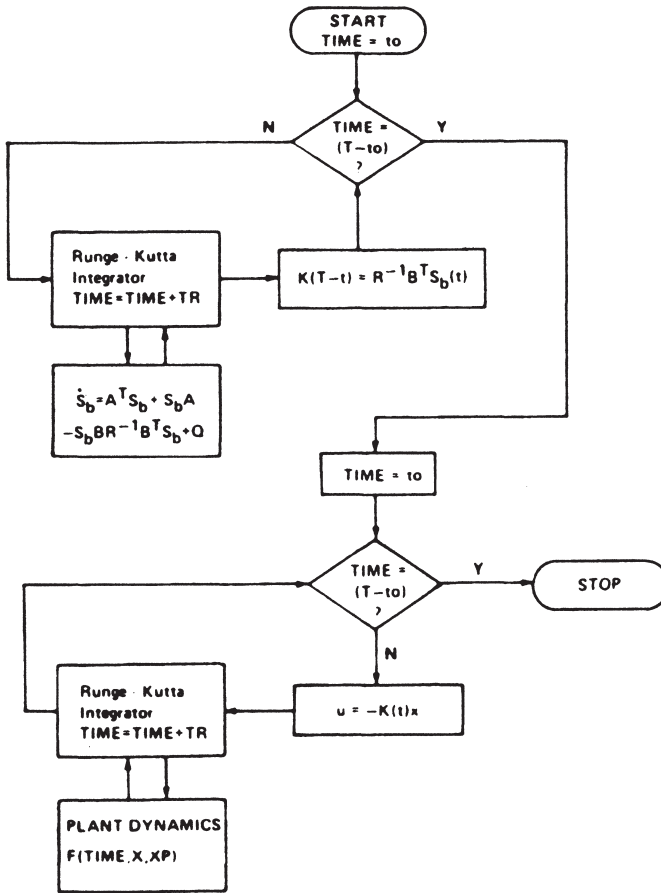 START
TIME = to
N
TIME =
(T-to)
?
Y
Runge - Kutta
Integrator
TIME=TIME+TR
K(T-t) = R⁻¹BᵀS_b(t)
Ṡ_b=AᵀS_b + S_bA
-S_bBR⁻¹BᵀS_b+Q
TIME = to
TIME =
(T-to)
?
Y
STOP
N
Runge - Kutta
Integrator
TIME=TIME+TR
u = -K(t)x
PLANT DYNAMICS
F(TIME,X,XP)